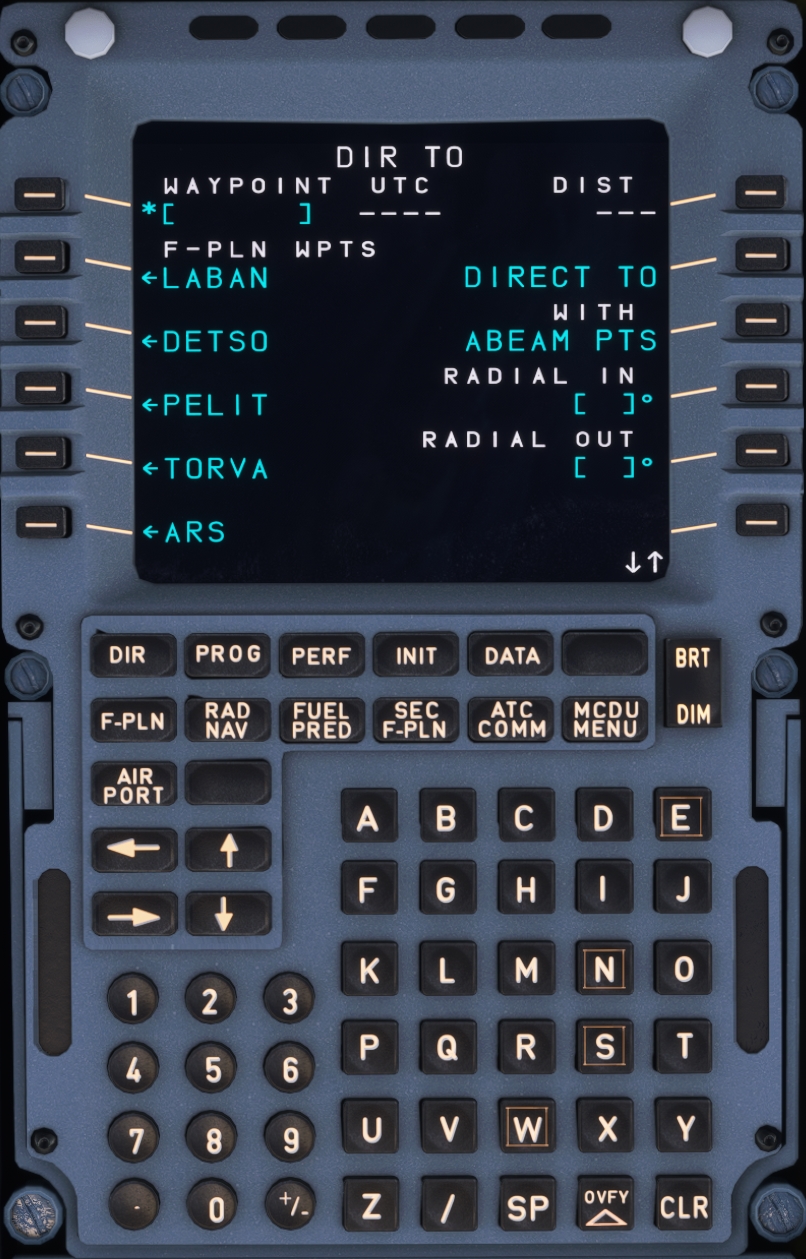 DIR TO
WAYPOINT UTC DIST
*[ ] ---- ---
F-PLN WPTS
←LABAN DIRECT TO
WITH
←DETSO ABEAM PTS
RADIAL IN
←PELIT [ ]°
RADIAL OUT
←TORVA [ ]°
←ARS
↓↑
DIR PROG PERF INIT DATA BRT
F-PLN RAD NAV FUEL PRED SEC F-PLN ATC COMM MCDU MENU DIM
AIR PORT
← ↑
→ ↓
A B C D E
F G H I J
K L M N O
1 2 3
P Q R S T
4 5 6
U V W X Y
7 8 9
Z / SP OVFY CLR
. 0 +/-